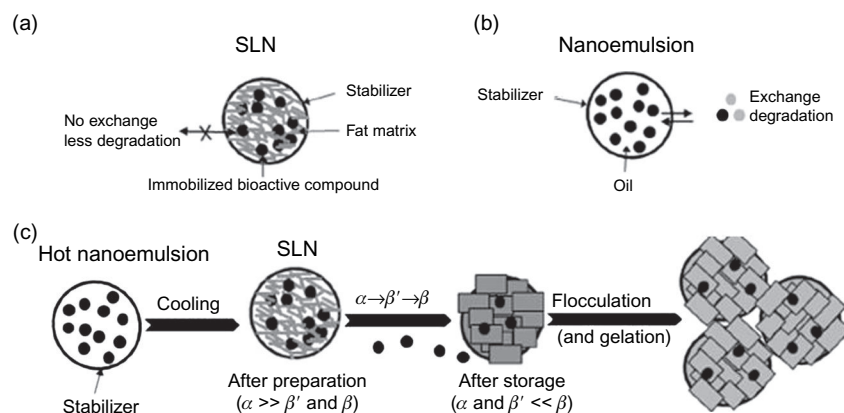 (a)
SLN
Stabilizer
No exchange
less degradation
Fat matrix
Immobilized bioactive compound
(b)
Nanoemulsion
Stabilizer
Exchange
degradation
Oil
(c)
Hot nanoemulsion
SLN
Cooling
α→β′→β
Flocculation
(and gelation)
Stabilizer
After preparation
(α >> β′ and β)
After storage
(α and β′ << β)